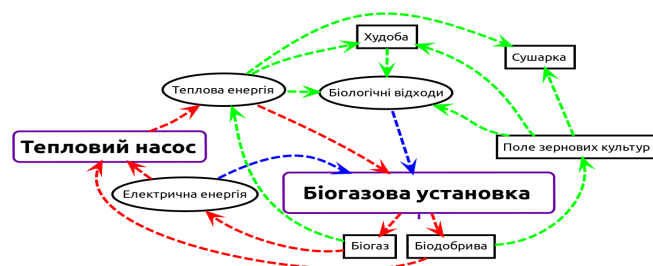 Худоба
Сушарка
Теплова енергія
Біологічні відходи
Тепловий насос
Поле зернових культур
Електрична енергія
Біогазова установка
Біогаз
Біодобрива